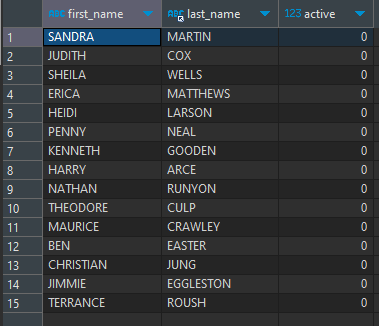 ABC first_name ABC last_name 123 active
1 SANDRA MARTIN 0
2 JUDITH COX 0
3 SHEILA WELLS 0
4 ERICA MATTHEWS 0
5 HEIDI LARSON 0
6 PENNY NEAL 0
7 KENNETH GOODEN 0
8 HARRY ARCE 0
9 NATHAN RUNYON 0
10 THEODORE CULP 0
11 MAURICE CRAWLEY 0
12 BEN EASTER 0
13 CHRISTIAN JUNG 0
14 JIMMIE EGGLESTON 0
15 TERRANCE ROUSH 0